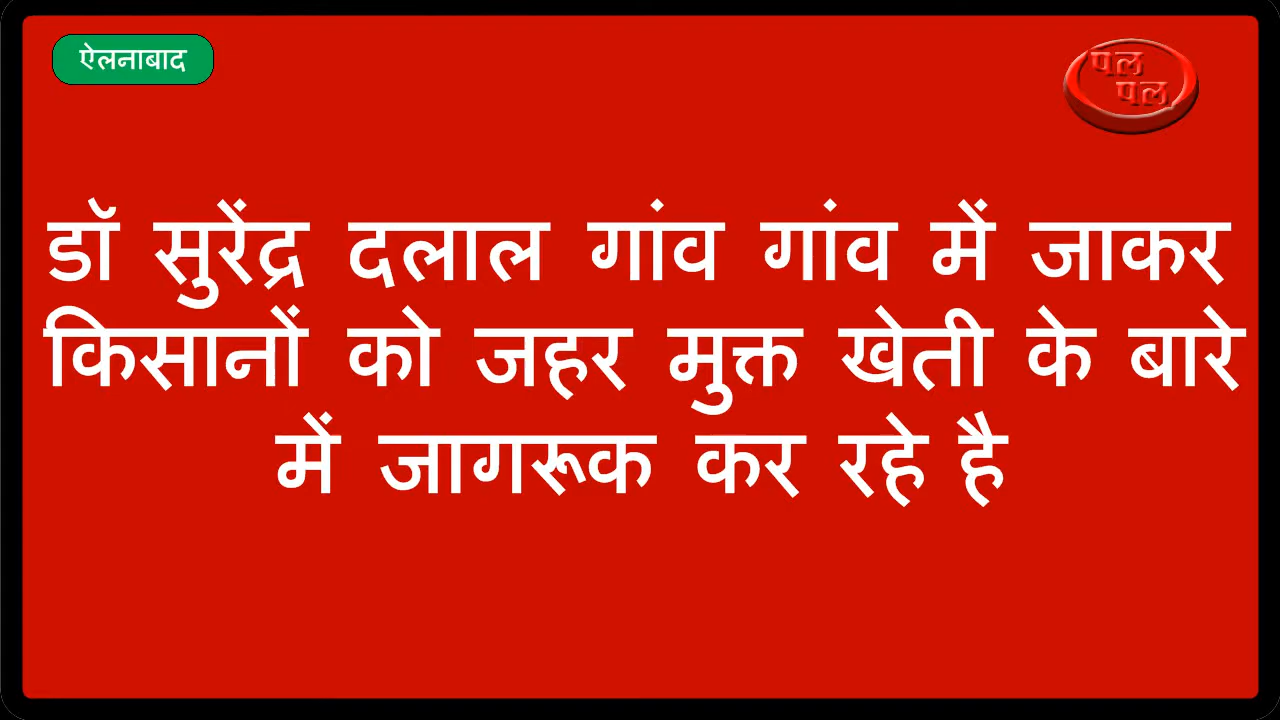 ऐलनाबाद
पल
पल
डॉ सुरेंद्र दलाल गांव गांव में जाकर
किसानों को जहर मुक्त खेती के बारे
में जागरूक कर रहे है